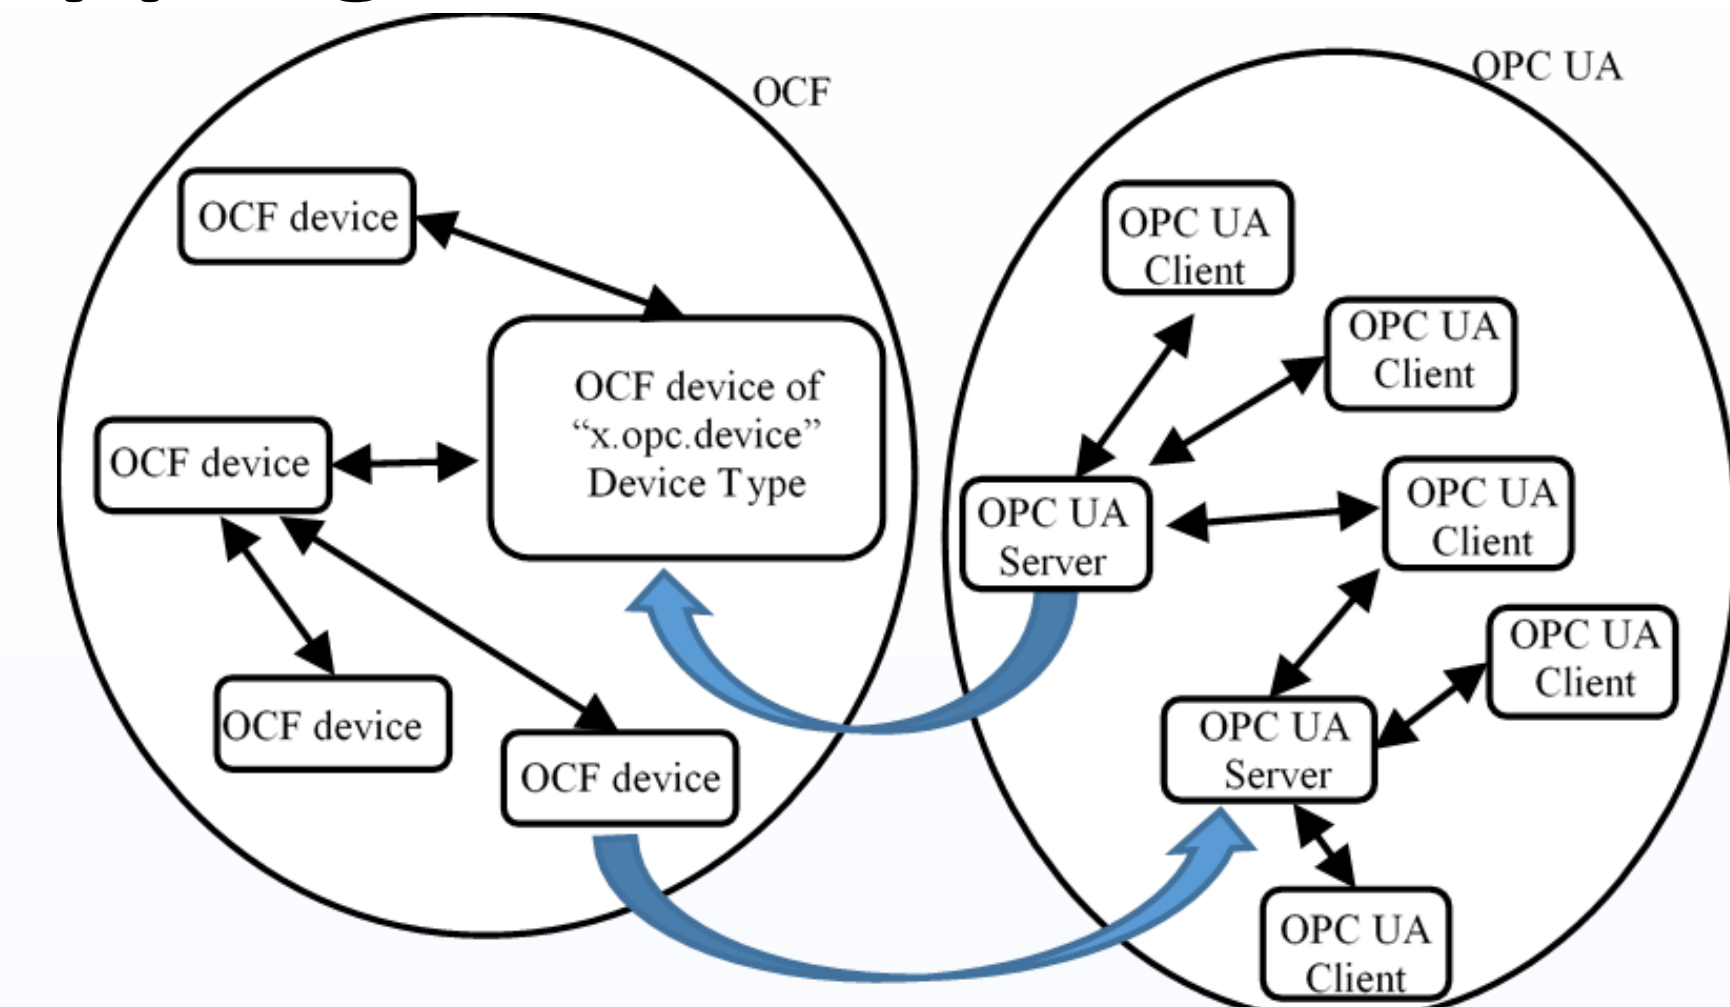 OCF
OCF device
OCF device of
“x.opc.device”
Device Type
OCF device
OCF device
OCF device
OPC UA
OPC UA
Client
OPC UA
Client
OPC UA
Server
OPC UA
Client
OPC UA
Client
OPC UA
Server
OPC UA
Client